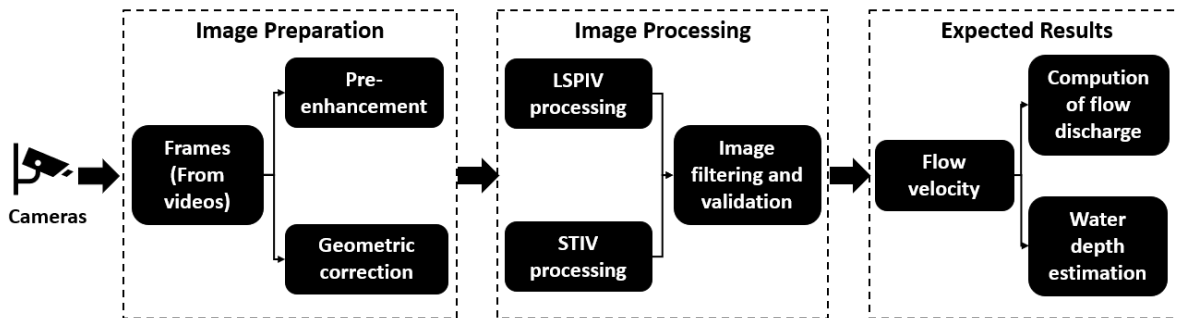 Image Preparation
Image Processing
Expected Results
Cameras
Frames
(From
videos)
Pre-
enhancement
Geometric
correction
LSPIV
processing
STIV
processing
Image
filtering and
validation
Flow
velocity
Compution
of flow
discharge
Water
depth
estimation